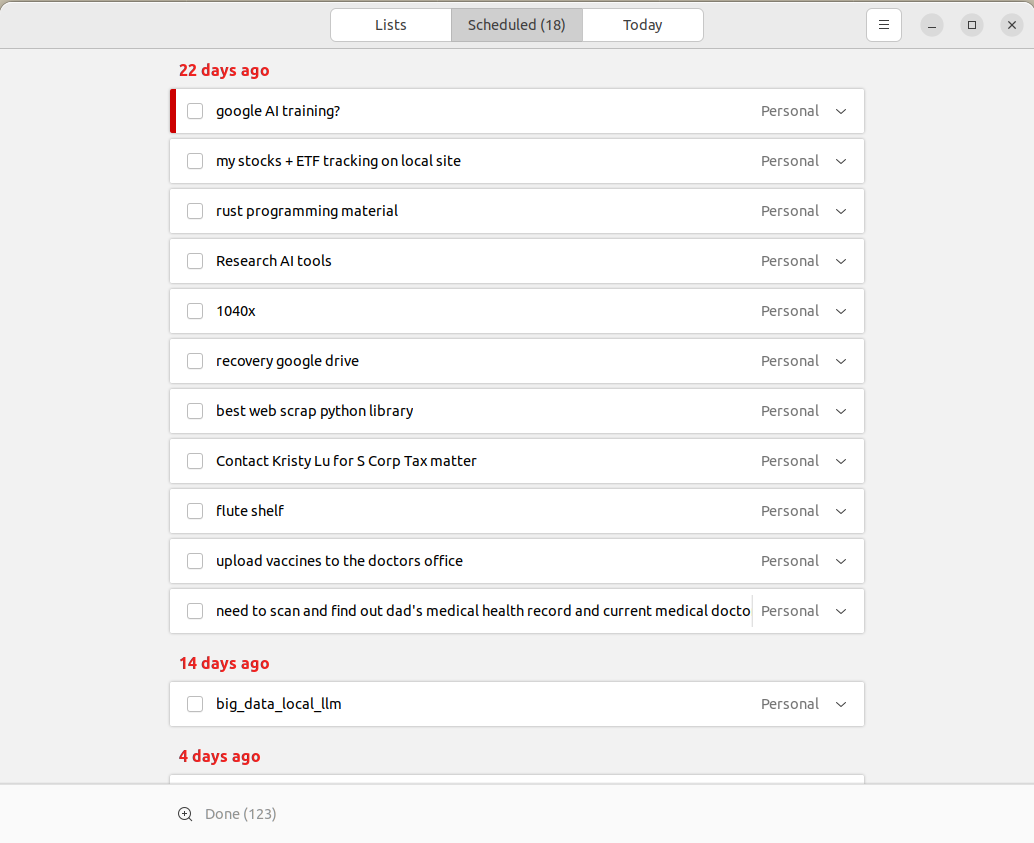 Lists Scheduled (18) Today
22 days ago
google AI training? Personal
my stocks + ETF tracking on local site Personal
rust programming material Personal
Research AI tools Personal
1040x Personal
recovery google drive Personal
best web scrap python library Personal
Contact Kristy Lu for S Corp Tax matter Personal
flute shelf Personal
upload vaccines to the doctors office Personal
need to scan and find out dad's medical health record and current medical docto Personal
14 days ago
big_data_local_llm Personal
4 days ago
Done (123)